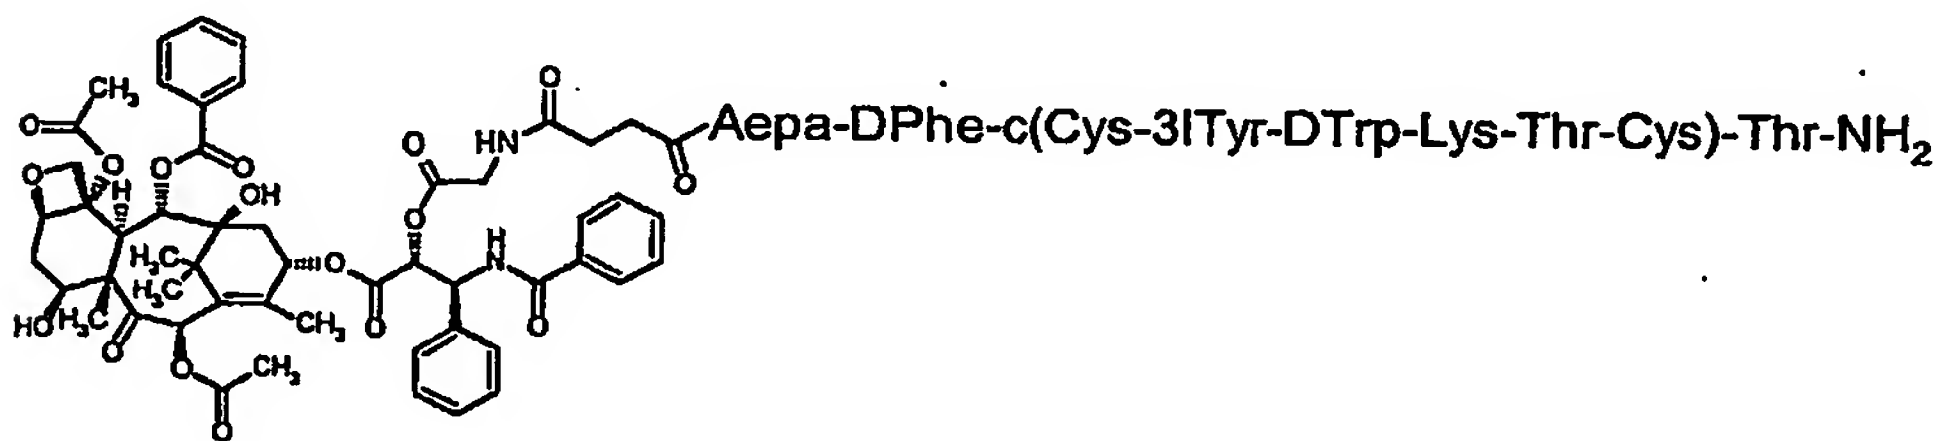 O
CH₃
Aepa-DPhe-c(Cys-3ITyr-DTrp-Lys-Thr-Cys)-Thr-NH₂
O
O HN
O O O
O H OH O
O
H
H₃C O N
H₃C
HO H₃C CH₃ O O
O
O CH₃
O